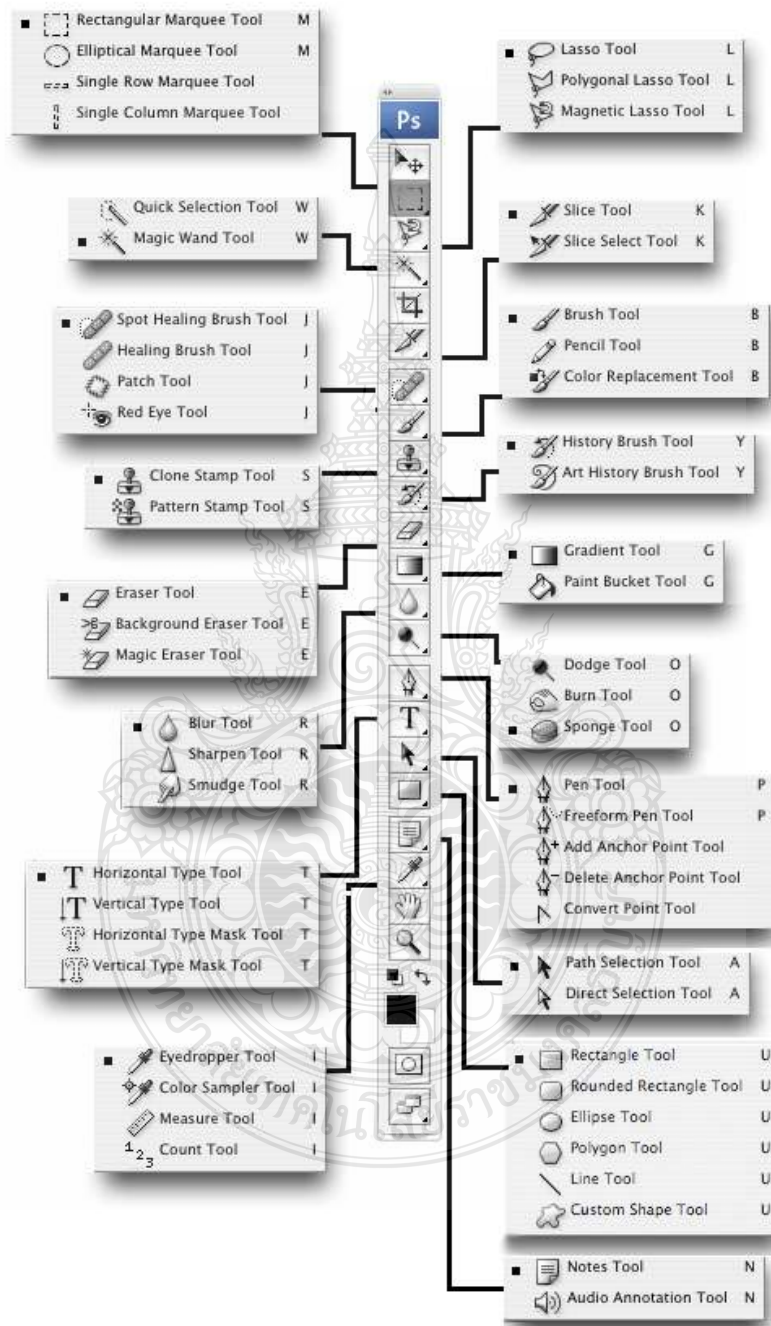 Rectangular Marquee Tool M
Elliptical Marquee Tool M
Single Row Marquee Tool
Single Column Marquee Tool
Lasso Tool L
Polygonal Lasso Tool L
Magnetic Lasso Tool L
Ps
Quick Selection Tool W
Magic Wand Tool W
Slice Tool K
Slice Select Tool K
Spot Healing Brush Tool J
Healing Brush Tool J
Patch Tool J
Red Eye Tool J
Brush Tool B
Pencil Tool B
Color Replacement Tool B
Clone Stamp Tool S
Pattern Stamp Tool S
History Brush Tool Y
Art History Brush Tool Y
Eraser Tool E
Background Eraser Tool E
Magic Eraser Tool E
Gradient Tool G
Paint Bucket Tool G
Blur Tool R
Sharpen Tool R
Smudge Tool R
Dodge Tool O
Burn Tool O
Sponge Tool O
Pen Tool P
Freeform Pen Tool P
Add Anchor Point Tool
Delete Anchor Point Tool
Convert Point Tool
Horizontal Type Tool T
Vertical Type Tool T
Horizontal Type Mask Tool T
Vertical Type Mask Tool T
Path Selection Tool A
Direct Selection Tool A
Eyedropper Tool I
Color Sampler Tool I
Measure Tool I
Count Tool I
Rectangle Tool U
Rounded Rectangle Tool U
Ellipse Tool U
Polygon Tool U
Line Tool U
Custom Shape Tool U
Notes Tool N
Audio Annotation Tool N